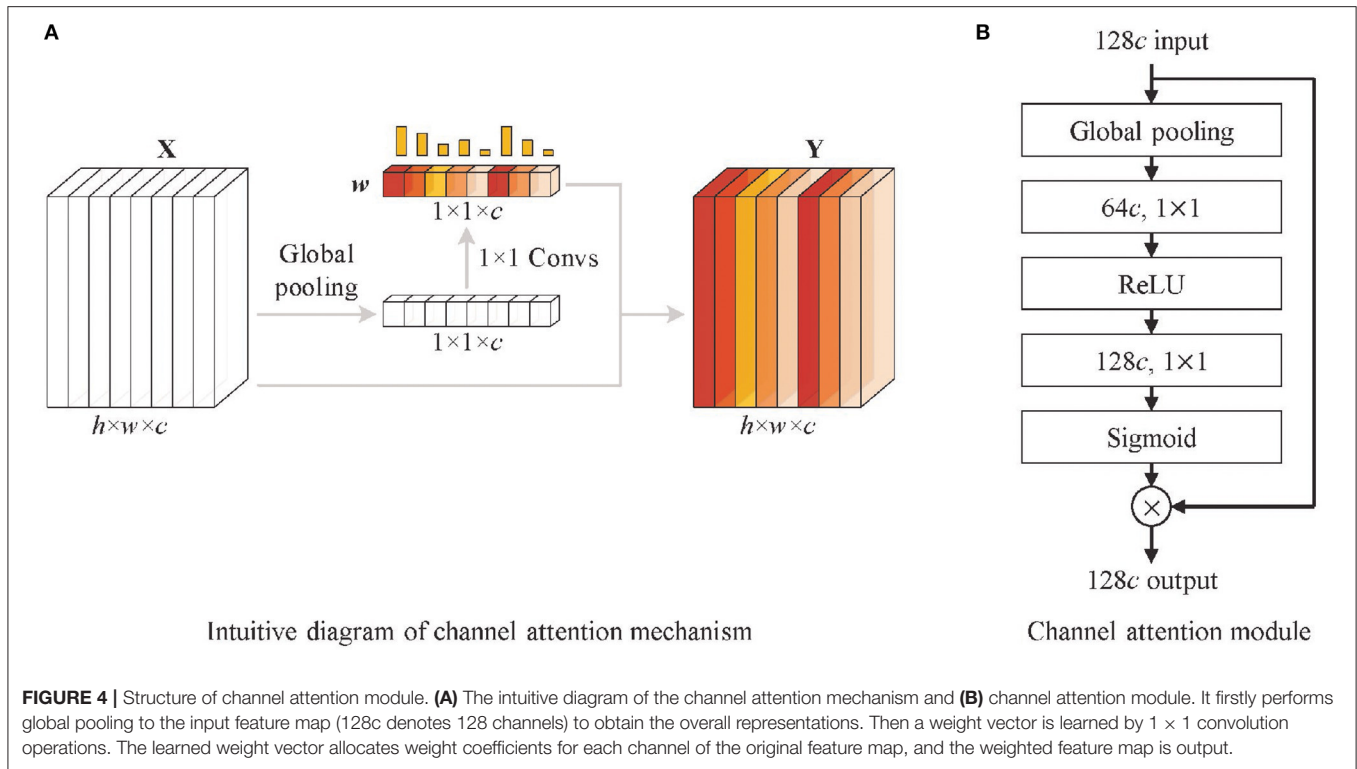 A
X
h×w×c
Global
pooling
w
1×1×c
1×1 Convs
1×1×c
Y
h×w×c
Intuitive diagram of channel attention mechanism
B
128c input
Global pooling
64c, 1×1
ReLU
128c, 1×1
Sigmoid
×
128c output
Channel attention module
FIGURE 4 | Structure of channel attention module. (A) The intuitive diagram of the channel attention mechanism and (B) channel attention module. It firstly performs
global pooling to the input feature map (128c denotes 128 channels) to obtain the overall representations. Then a weight vector is learned by 1 × 1 convolution
operations. The learned weight vector allocates weight coefficients for each channel of the original feature map, and the weighted feature map is output.